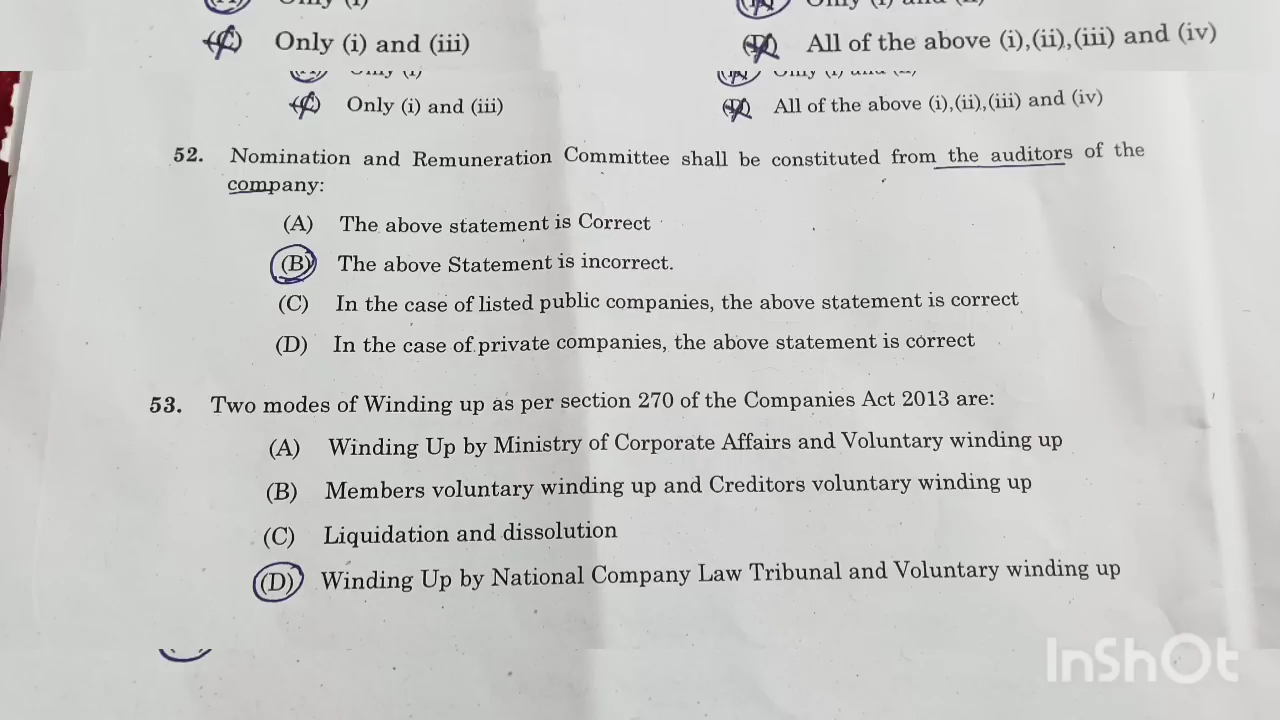 (C) Only (i) and (iii)
(D) All of the above (i),(ii),(iii) and (iv)
(C) Only (i) and (iii)
(D) All of the above (i),(ii),(iii) and (iv)
52. Nomination and Remuneration Committee shall be constituted from the auditors of the
company:
(A) The above statement is Correct
(B) The above Statement is incorrect.
(C) In the case of listed public companies, the above statement is correct
(D) In the case of private companies, the above statement is correct
53. Two modes of Winding up as per section 270 of the Companies Act 2013 are:
(A) Winding Up by Ministry of Corporate Affairs and Voluntary winding up
(B) Members voluntary winding up and Creditors voluntary winding up
(C) Liquidation and dissolution
(D) Winding Up by National Company Law Tribunal and Voluntary winding up
InShOt